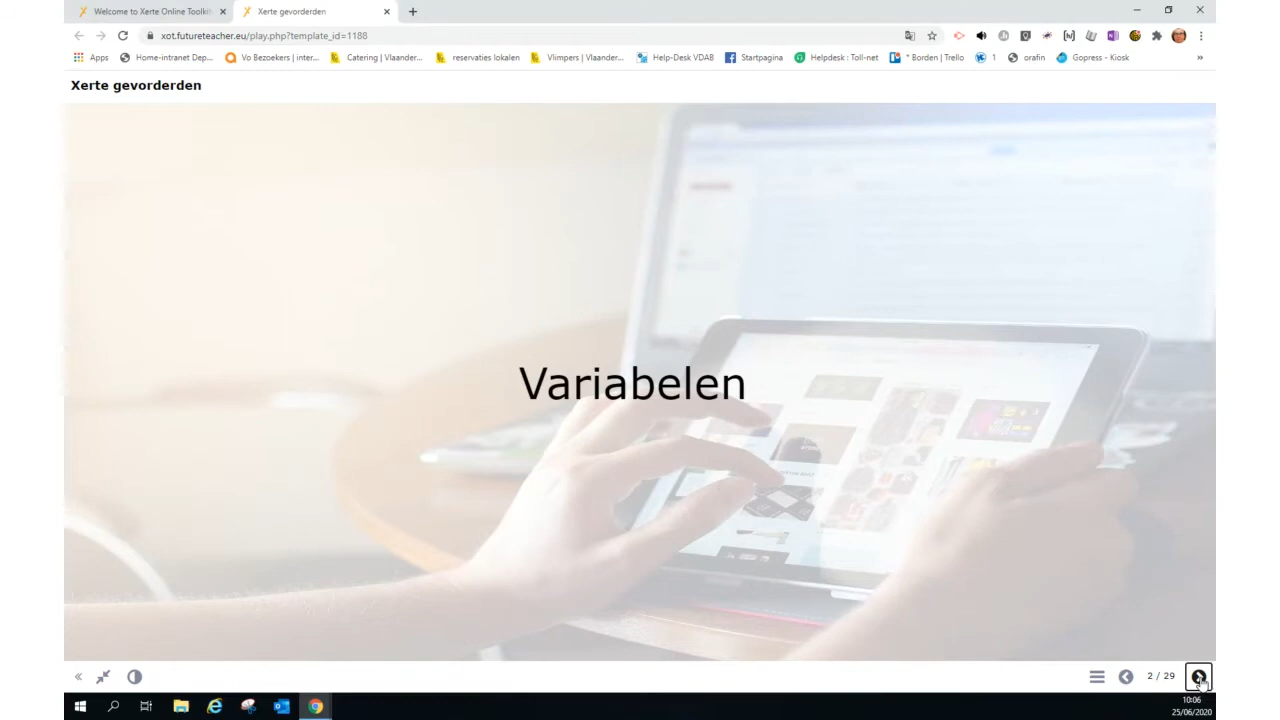 Welcome to Xerte Online Toolkit
Xerte gevorderden
xot.futureteacher.eu/play.php?template_id=1188
Apps
Home-intranet Dep...
Vo Bezoekers | inter...
Catering | Vlaander...
reservaties lokalen
Vlimpers | Vlaander...
Help-Desk VDAB
Startpagina
Helpdesk : Toll-net
* Borden | Trello
1
orafin
Gopress - Kiosk
»
Xerte gevorderden
Variabelen
«
2 / 29
10:06
25/06/2020